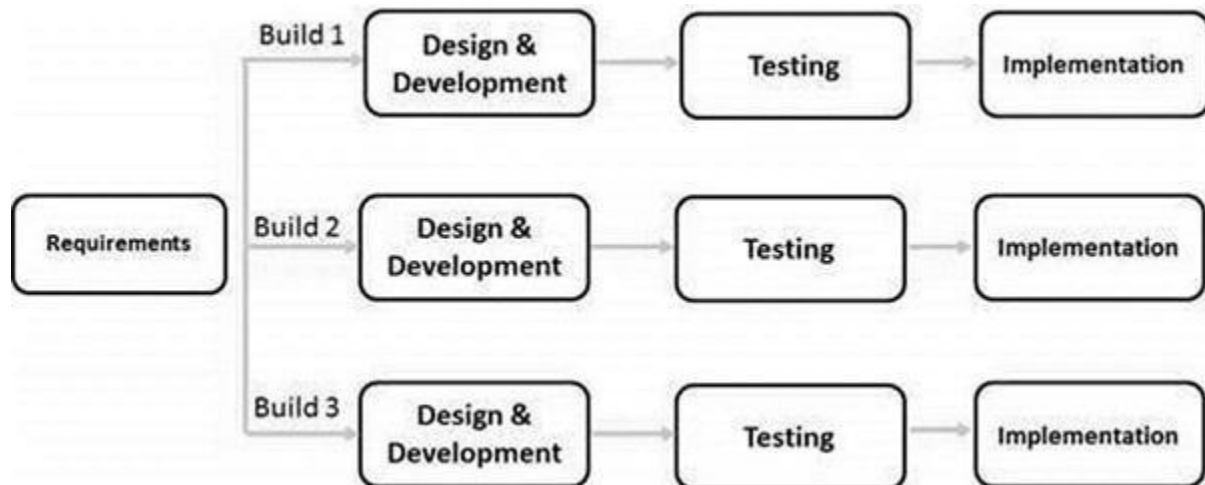 Build 1
Design &
Development
Testing
Implementation
Requirements
Build 2
Design &
Development
Testing
Implementation
Build 3
Design &
Development
Testing
Implementation